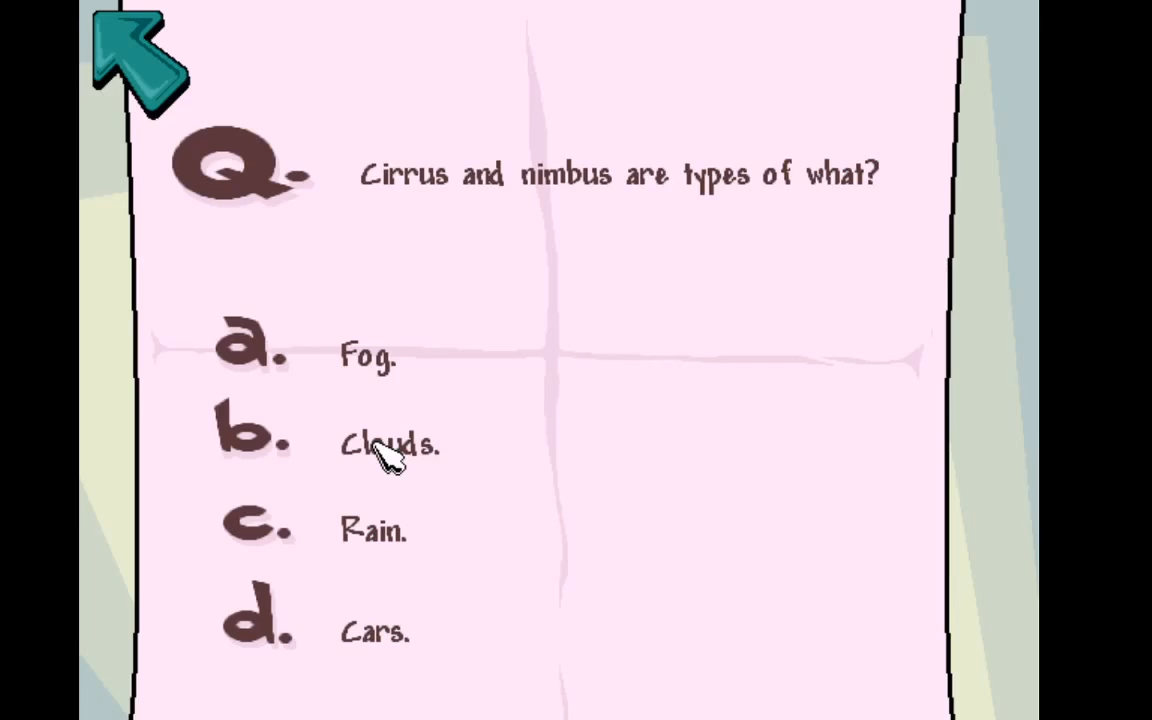 Q. Cirrus and nimbus are types of what?
a. Fog.
b. Clouds.
c. Rain.
d. Cars.